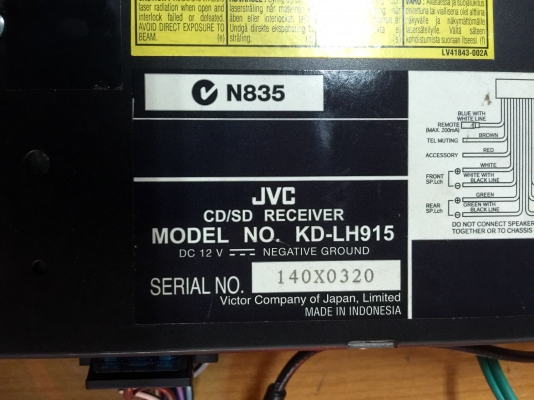 laser radiation when open and
interlock failed or defeated.
AVOID DIRECT EXPOSURE TO
BEAM. (e)
LV41843-002A
N835
BLUE WITH
WHITE LINE
REMOTE
(MAX. 200mA)
BROWN
TEL MUTING
RED
ACCESSORY
WHITE
FRONT
SP.Lch
WHITE WITH
BLACK LINE
GREEN
REAR
SP.Lch
GREEN WITH
BLACK LINE
DO NOT CONNECT SPEAKER
TOGETHER OR TO CHASSIS
JVC
CD/SD RECEIVER
MODEL NO. KD-LH915
DC 12 V NEGATIVE GROUND
SERIAL NO. 140X0320
Victor Company of Japan, Limited
MADE IN INDONESIA